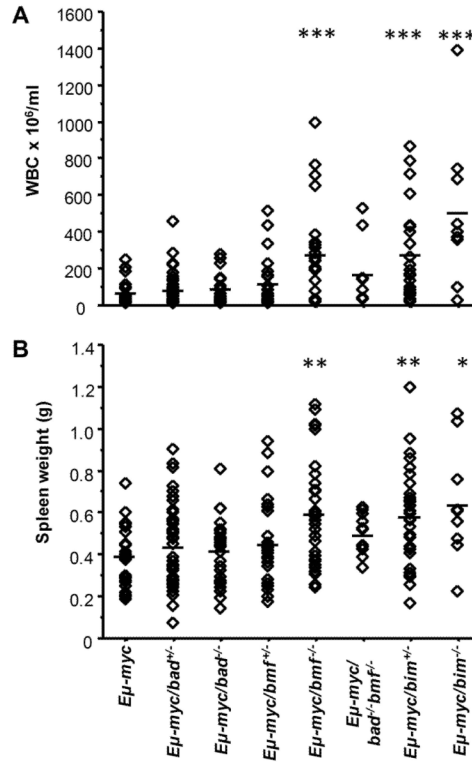 A
WBC x 10⁶/ml
1600
1400
1200
1000
800
600
400
200
0
*** *** ***
B
Spleen weight (g)
1.4
1.2
1.0
0.8
0.6
0.4
0.2
0
** ** *
Eµ-myc
Eµ-myc/bad⁺/⁻
Eµ-myc/bad⁻/⁻
Eµ-myc/bmf⁺/⁻
Eµ-myc/bmf⁻/⁻
Eµ-myc/
bad⁻/⁻bmf⁻/⁻
Eµ-myc/bim⁺/⁻
Eµ-myc/bim⁻/⁻